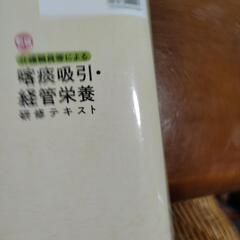 介護職員等による
喀痰吸引・
経管栄養
研修テキスト